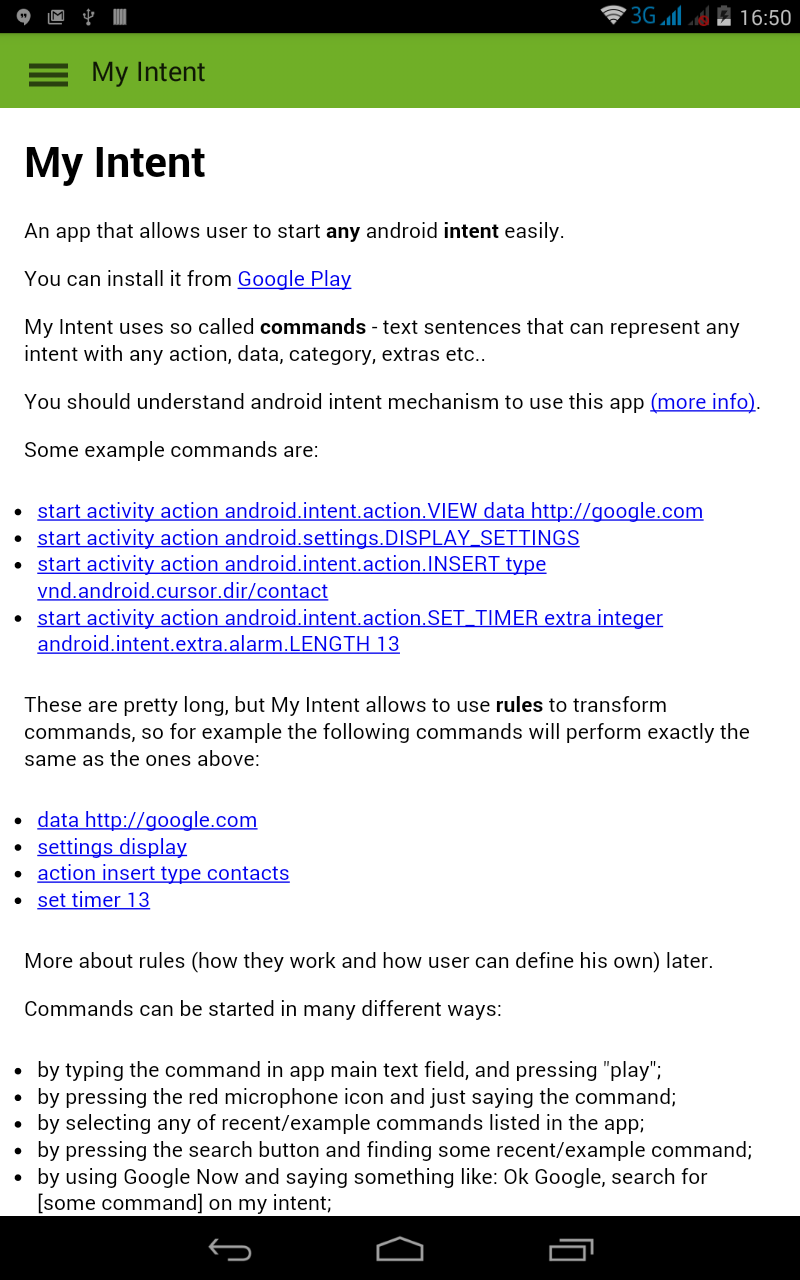 3G 16:50
My Intent
My Intent
An app that allows user to start any android intent easily.
You can install it from Google Play
My Intent uses so called commands - text sentences that can represent any
intent with any action, data, category, extras etc..
You should understand android intent mechanism to use this app (more info).
Some example commands are:
• start activity action android.intent.action.VIEW data http://google.com
• start activity action android.settings.DISPLAY_SETTINGS
• start activity action android.intent.action.INSERT type
vnd.android.cursor.dir/contact
• start activity action android.intent.action.SET_TIMER extra integer
android.intent.extra.alarm.LENGTH 13
These are pretty long, but My Intent allows to use rules to transform
commands, so for example the following commands will perform exactly the
same as the ones above:
• data http://google.com
• settings display
• action insert type contacts
• set timer 13
More about rules (how they work and how user can define his own) later.
Commands can be started in many different ways:
• by typing the command in app main text field, and pressing "play";
• by pressing the red microphone icon and just saying the command;
• by selecting any of recent/example commands listed in the app;
• by pressing the search button and finding some recent/example command;
• by using Google Now and saying something like: Ok Google, search for
[some command] on my intent;